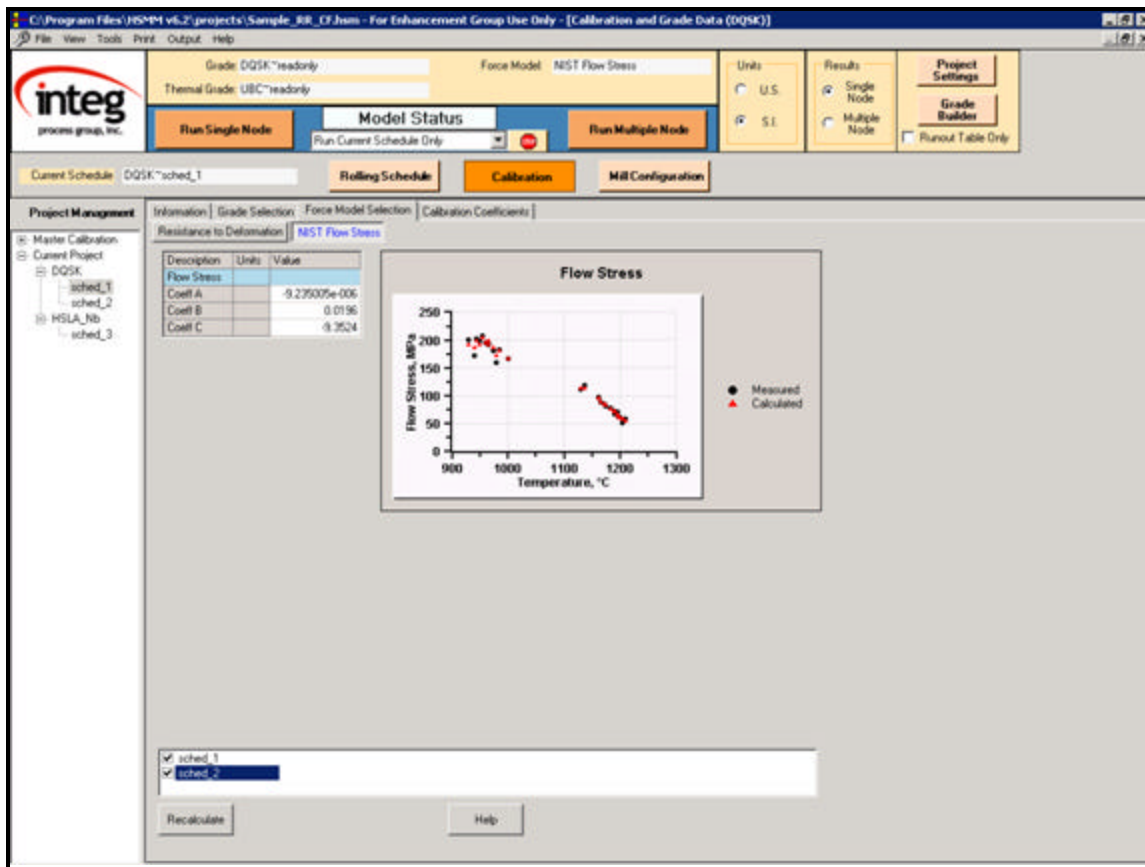 C:\Program Files\HSMM v6.2\projects\Sample_RR_CF.hsm - For Enhancement Group Use Only - [Calibration and Grade Data (DQSK)]
File View Tools Print Output Help
integ
process group, inc.
Grade: DQSK~readonly
Force Model: NIST Flow Stress
Thermal Grade: UBC~readonly
Run Single Node
Model Status
Run Current Schedule Only
Run Multiple Node
Units
U.S.
S.I.
Results
Single
Node
Multiple
Node
Project
Settings
Grade
Builder
Runout Table Only
Current Schedule DQSK~sched_1
Rolling Schedule
Calibration
Mill Configuration
Project Management
Master Calibration
Current Project
DQSK
sched_1
sched_2
HSLA_Nb
sched_3
Information Grade Selection Force Model Selection Calibration Coefficients
Resistance to Deformation NIST Flow Stress
Description Units Value
Flow Stress
Coeff A -9.235005e-006
Coeff B 0.0196
Coeff C -9.3524
Flow Stress
Flow Stress, MPa
250
200
150
100
50
0
900 1000 1100 1200 1300
Temperature, °C
Measured
Calculated
sched_1
sched_2
Recalculate
Help